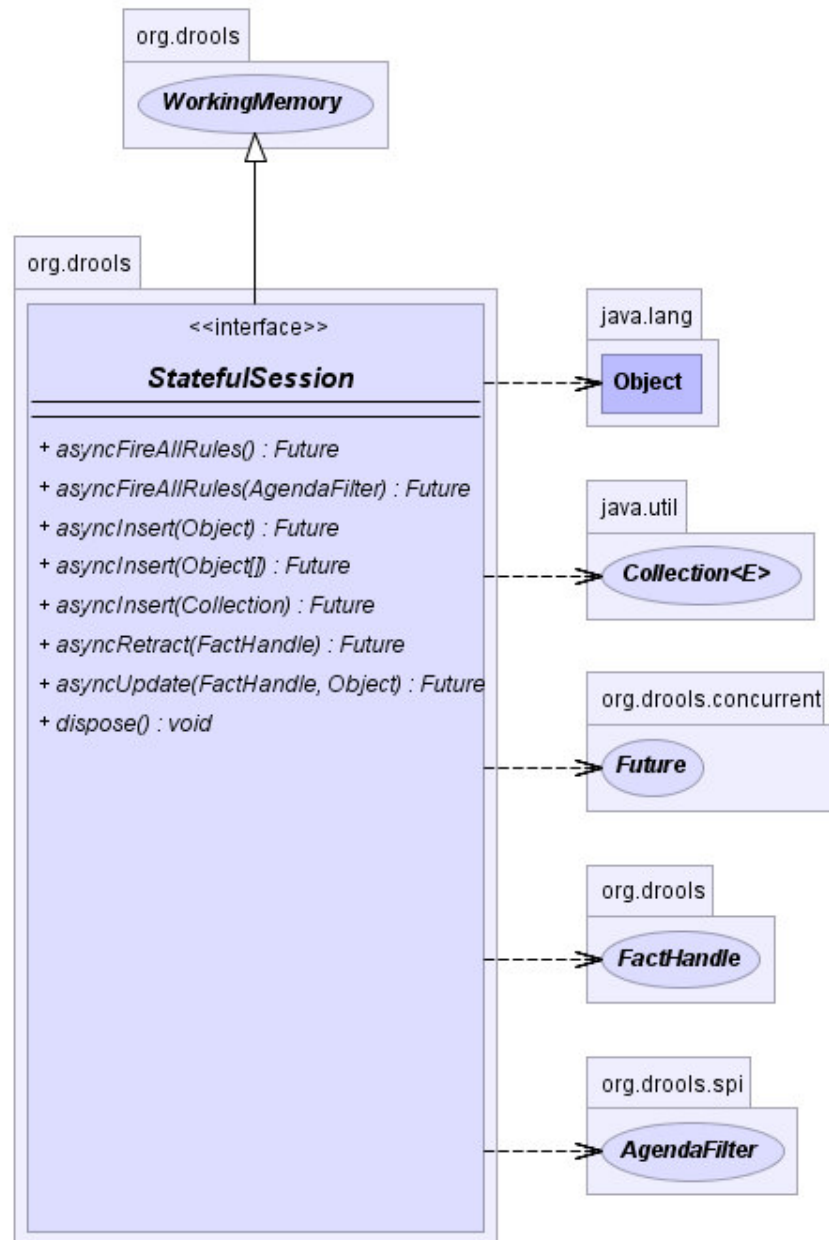 org.drools
WorkingMemory
org.drools
<<interface>>
StatefulSession
+ asyncFireAllRules() : Future
+ asyncFireAllRules(AgendaFilter) : Future
+ asyncInsert(Object) : Future
+ asyncInsert(Object[]) : Future
+ asyncInsert(Collection) : Future
+ asyncRetract(FactHandle) : Future
+ asyncUpdate(FactHandle, Object) : Future
+ dispose() : void
java.lang
Object
java.util
Collection<E>
org.drools.concurrent
Future
org.drools
FactHandle
org.drools.spi
AgendaFilter